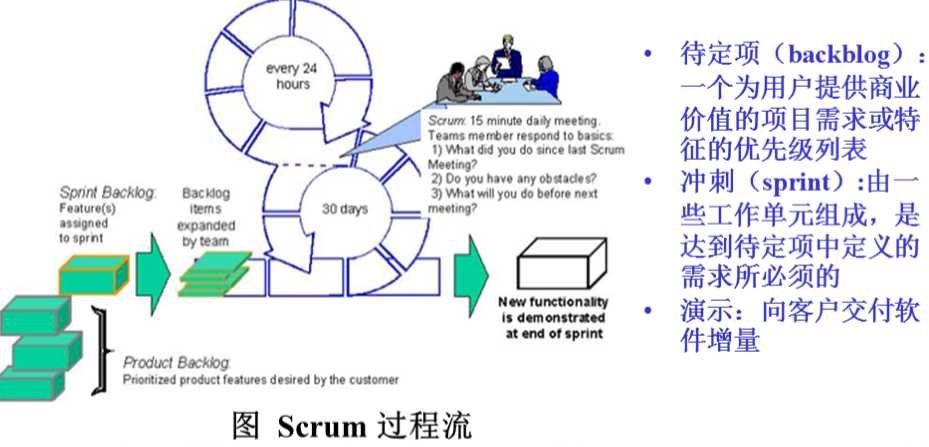 every 24
hours
Scrum: 15 minute daily meeting.
Teams member respond to basics:
1) What did you do since last Scrum
Meeting?
2) Do you have any obstacles?
3) What will you do before next
meeting?
30 days
Sprint Backlog:
Feature(s)
assigned
to sprint
Backlog
items
expanded
by team
New functionality
is demonstrated
at end of sprint
Product Backlog:
Prioritized product features desired by the customer
图 Scrum 过程流
• 待定项（backblog）：
一个为用户提供商业
价值的项目需求或特
征的优先级列表
• 冲刺（sprint）:由一
些工作单元组成，是
达到待定项中定义的
需求所必须的
• 演示：向客户交付软
件增量